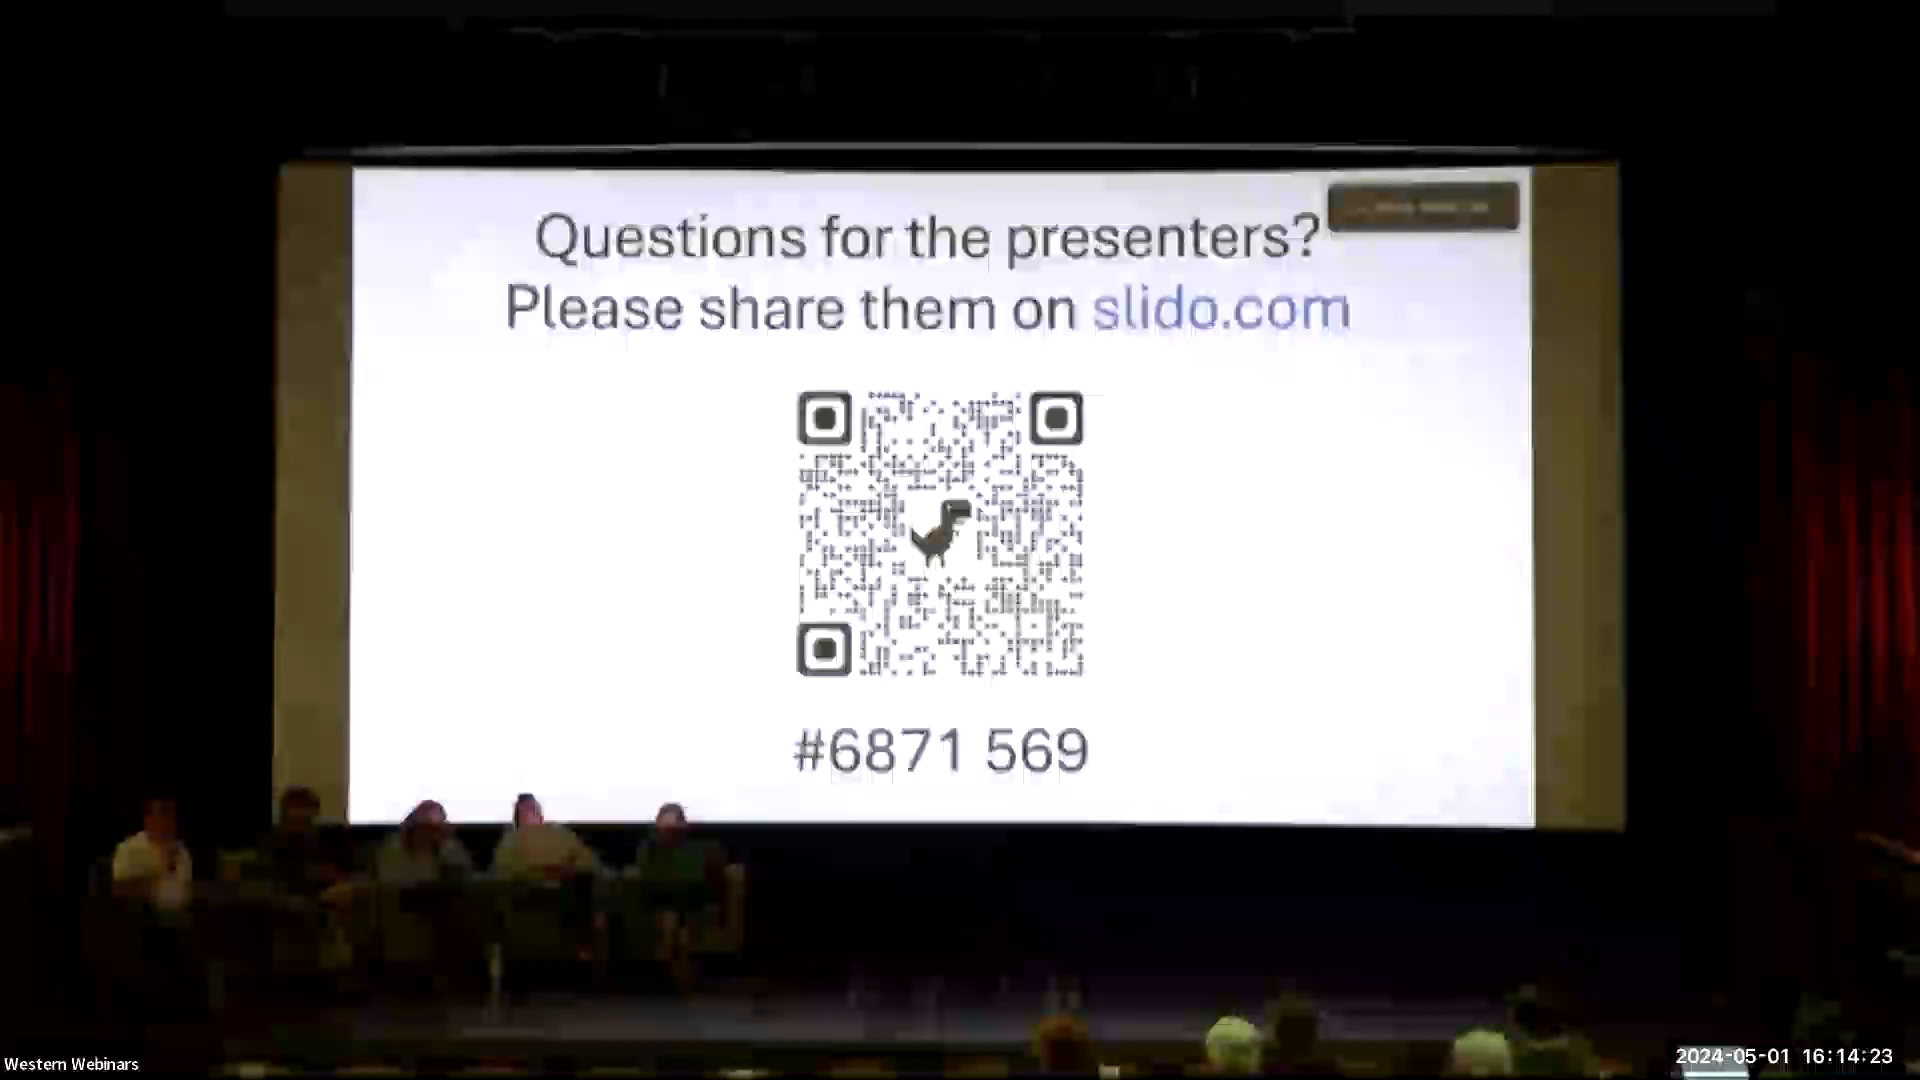 Questions for the presenters?
Please share them on slido.com
#6871 569
Western Webinars
2024-05-01 16:14:23